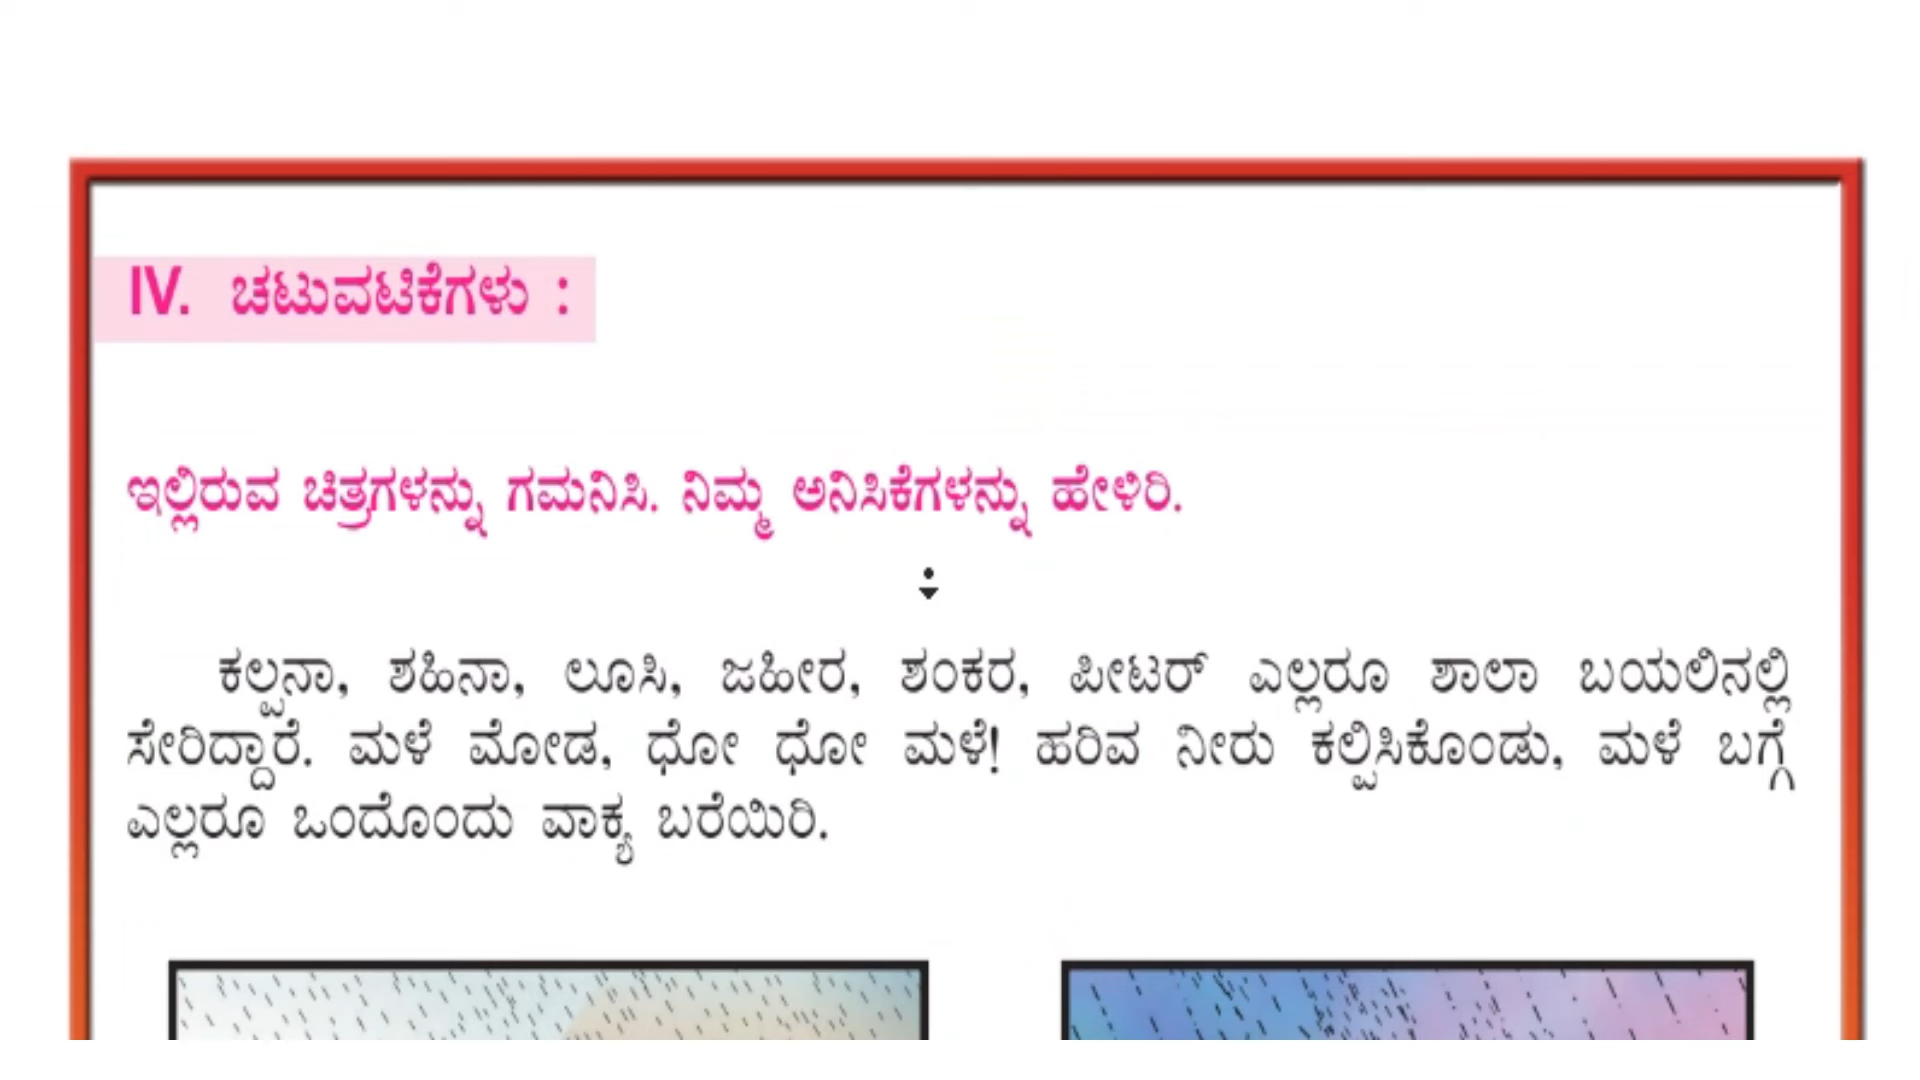 IV. ಚಟುವಟಿಕೆಗಳು :
ಇಲ್ಲಿರುವ ಚಿತ್ರಗಳನ್ನು ಗಮನಿಸಿ. ನಿಮ್ಮ ಅನಿಸಿಕೆಗಳನ್ನು ಹೇಳಿರಿ.
ಕಲ್ಪನಾ, ಶಹಿನಾ, ಲೂಸಿ, ಜಹೀರ, ಶಂಕರ, ಪೀಟರ್ ಎಲ್ಲರೂ ಶಾಲಾ ಬಯಲಿನಲ್ಲಿ
ಸೇರಿದ್ದಾರೆ. ಮಳೆ ಮೋಡ, ಧೋ ಧೋ ಮಳೆ! ಹರಿವ ನೀರು ಕಲ್ಪಿಸಿಕೊಂಡು, ಮಳೆ ಬಗ್ಗೆ
ಎಲ್ಲರೂ ಒಂದೊಂದು ವಾಕ್ಯ ಬರೆಯಿರಿ.